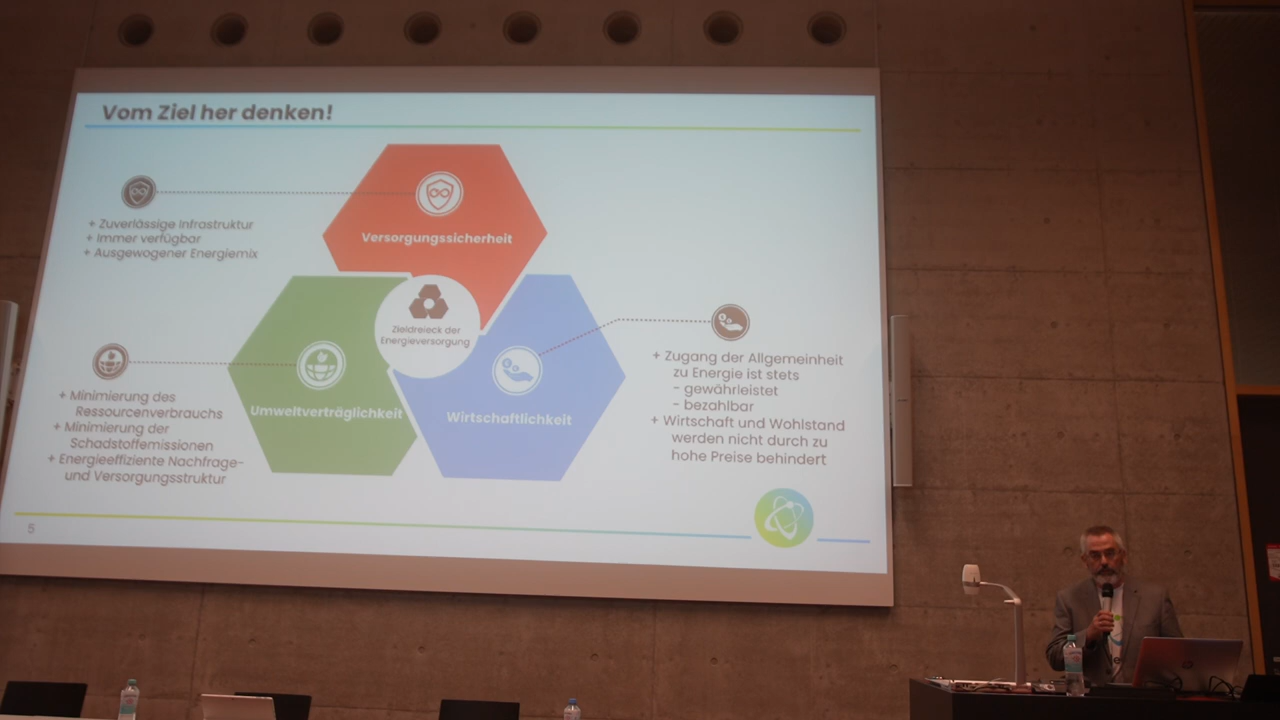 Vom Ziel her denken!
+ Zuverlässige Infrastruktur
+ Immer verfügbar
+ Ausgewogener Energiemix
Versorgungssicherheit
Zieldreieck der
Energieversorgung
Umweltverträglichkeit
Wirtschaftlichkeit
+ Minimierung des
Ressourcenverbrauchs
+ Minimierung der
Schadstoffemissionen
+ Energieeffiziente Nachfrage-
und Versorgungsstruktur
+ Zugang der Allgemeinheit
zu Energie ist stets
- gewährleistet
- bezahlbar
+ Wirtschaft und Wohlstand
werden nicht durch zu
hohe Preise behindert
5